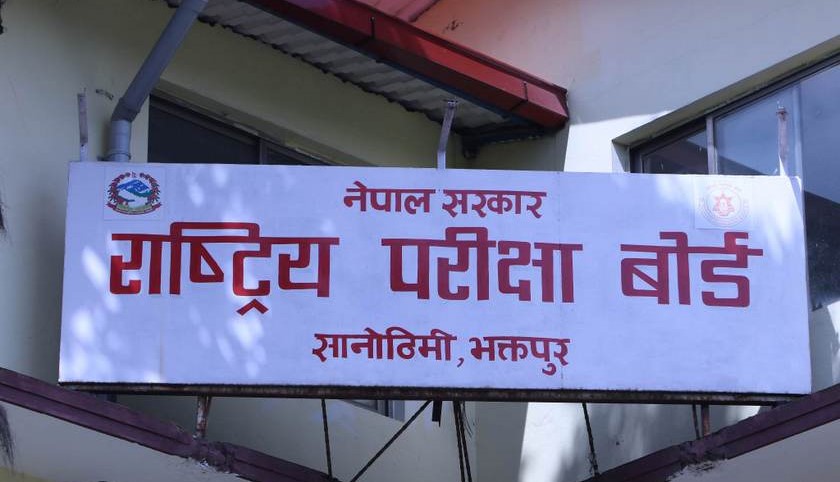 नेपाल सरकार
राष्ट्रिय परीक्षा बोर्ड
सानोठिमी, भक्तपुर